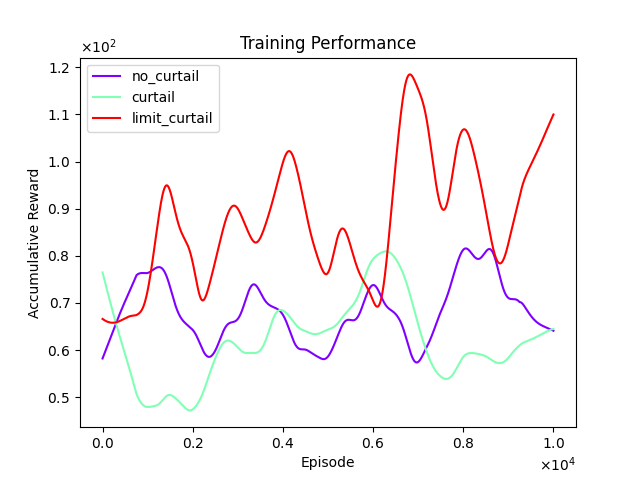 Training Performance
×10²
no_curtail
curtail
limit_curtail
1.2
1.1
1.0
0.9
0.8
0.7
0.6
0.5
Accumulative Reward
0.0 0.2 0.4 0.6 0.8 1.0
Episode
×10⁴